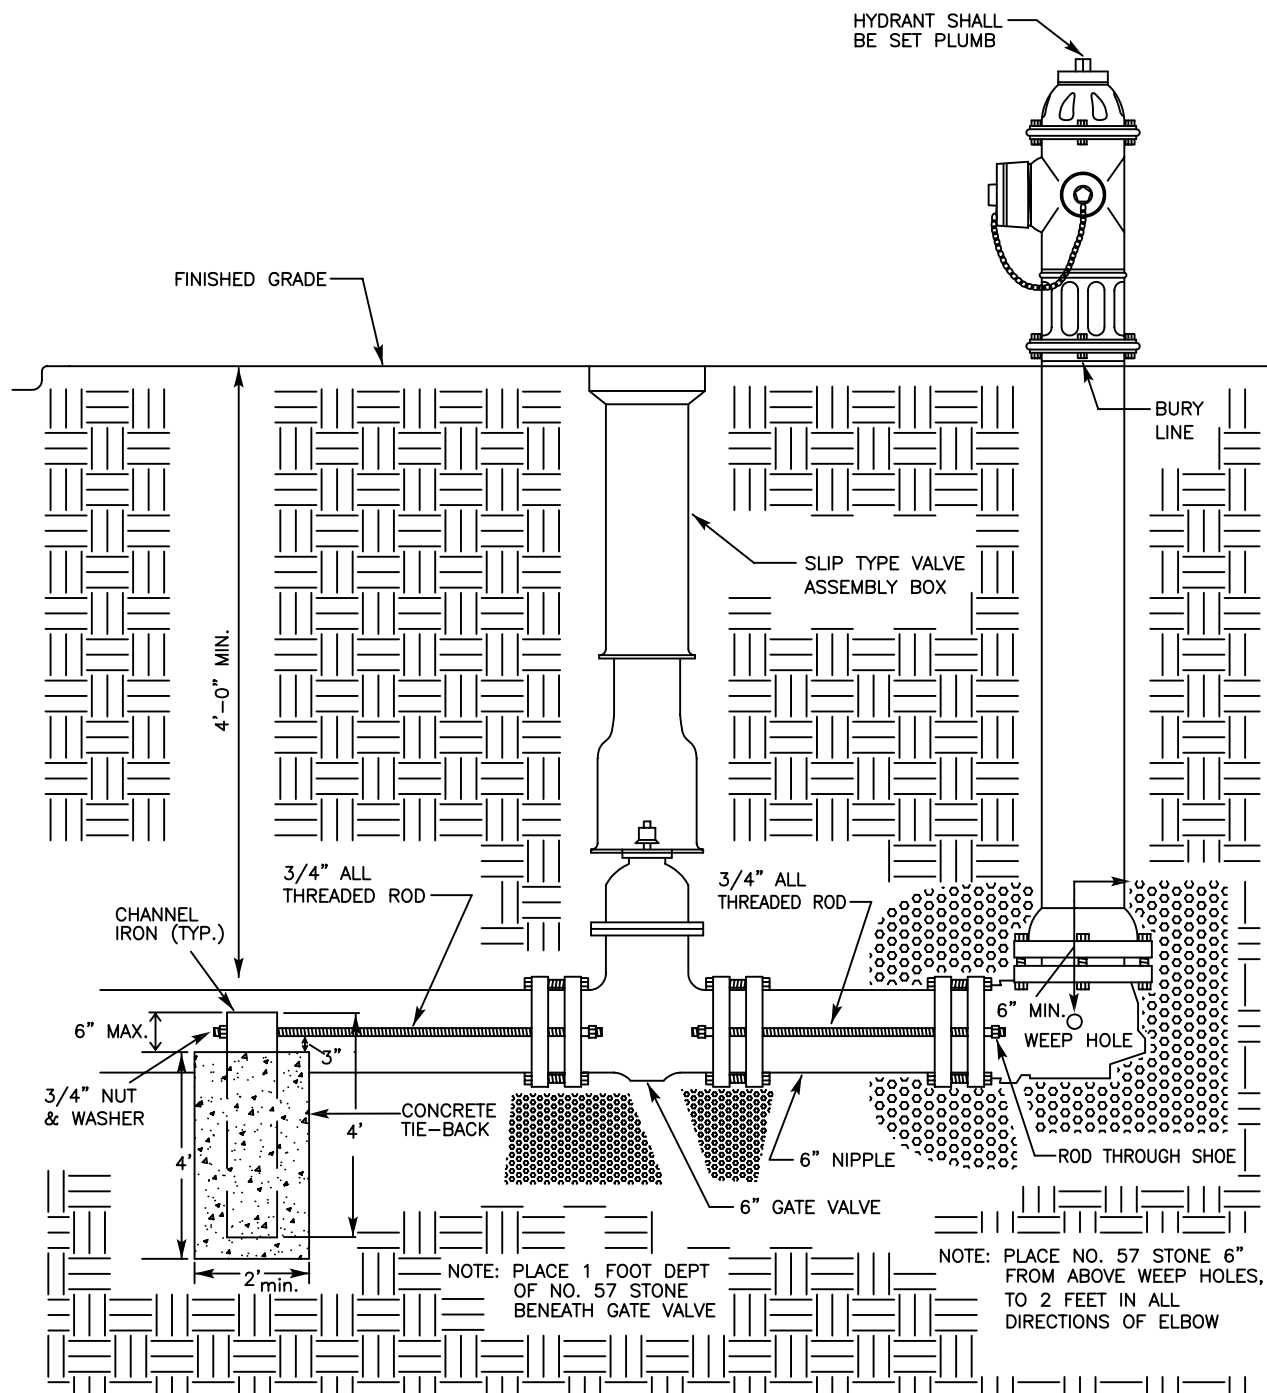 HYDRANT SHALL
BE SET PLUMB
FINISHED GRADE
BURY
LINE
SLIP TYPE VALVE
ASSEMBLY BOX
4'-0" MIN.
3/4" ALL
THREADED ROD
3/4" ALL
THREADED ROD
CHANNEL
IRON (TYP.)
6" MAX.
3"
6" MIN.
WEEP HOLE
3/4" NUT
& WASHER
CONCRETE
TIE-BACK
4'
4'
6" NIPPLE
ROD THROUGH SHOE
6" GATE VALVE
2' min.
NOTE: PLACE 1 FOOT DEPT
OF NO. 57 STONE
BENEATH GATE VALVE
NOTE: PLACE NO. 57 STONE 6"
FROM ABOVE WEEP HOLES,
TO 2 FEET IN ALL
DIRECTIONS OF ELBOW